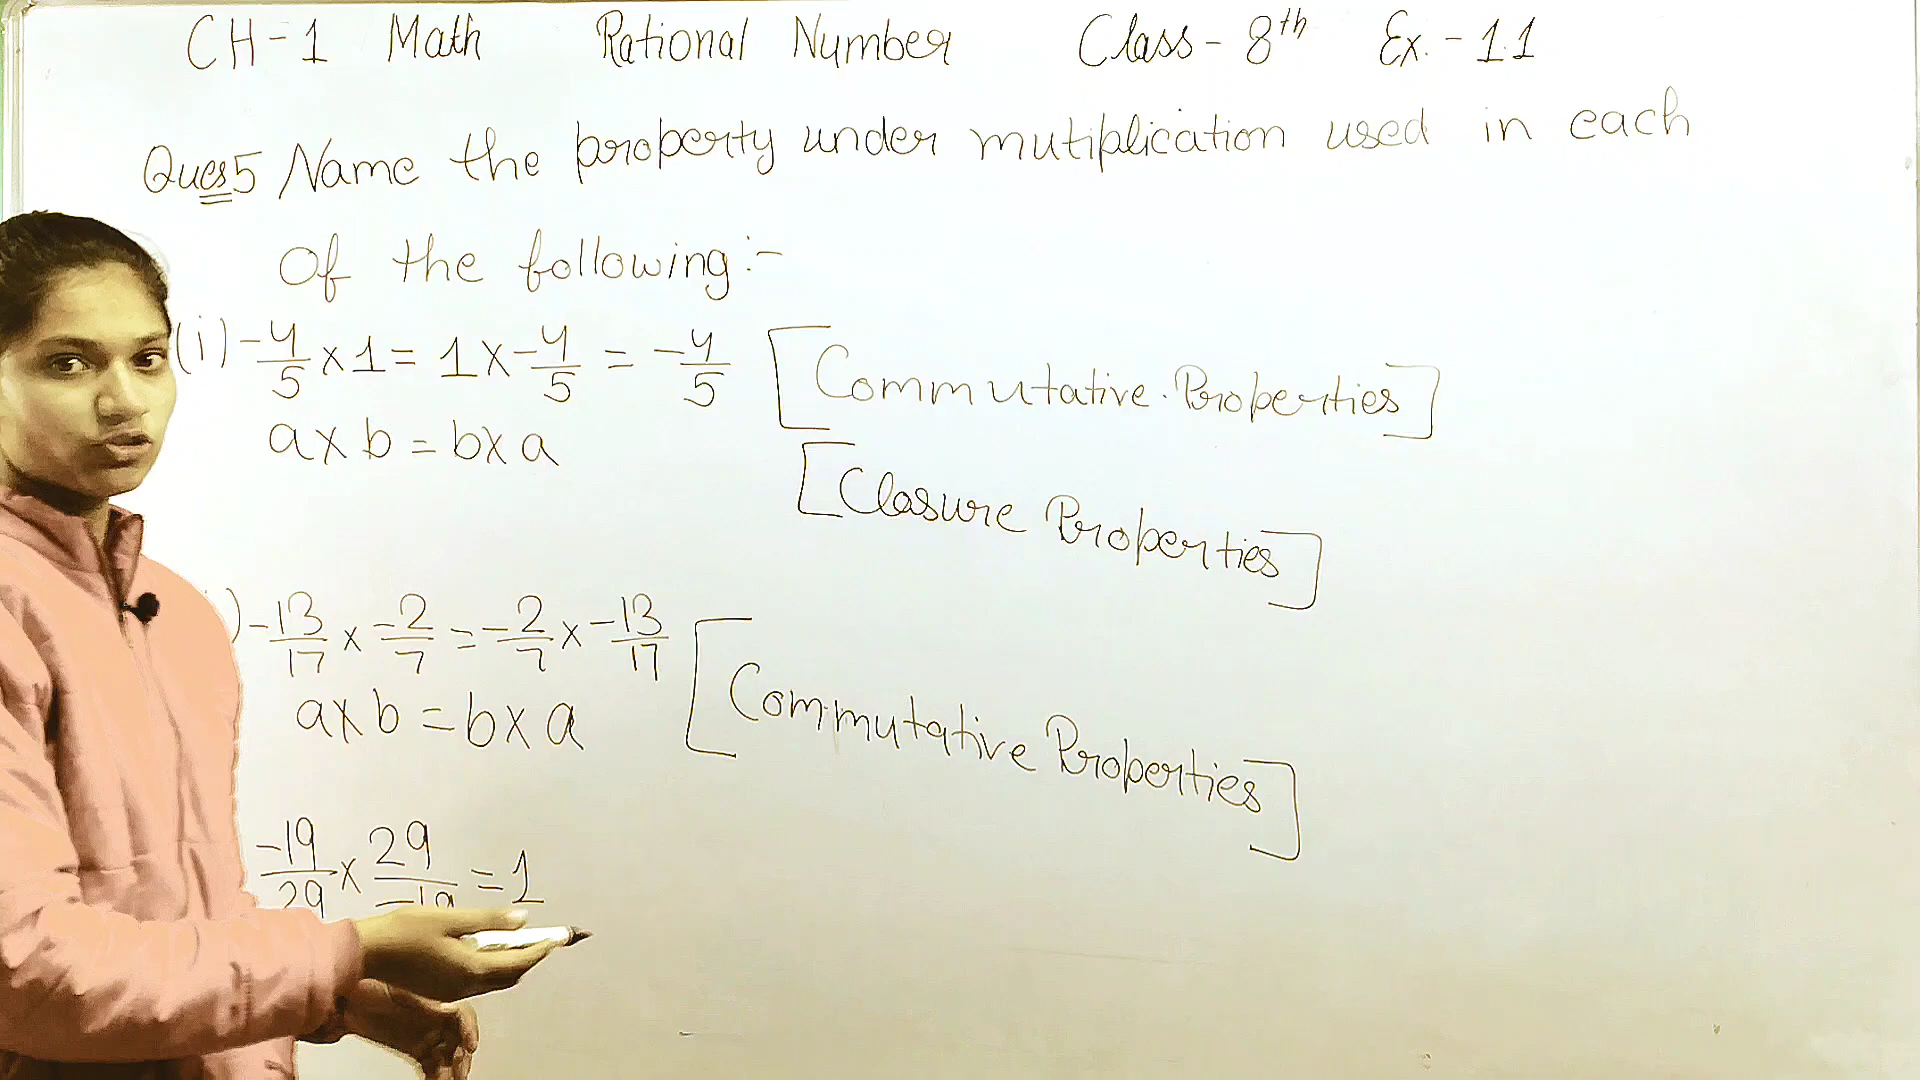 CH-1 Math Rational Number Class-8th Ex.-1.1
Ques5 Name the property under mutiplication used in each
Of the following:-
(i) -4/5 × 1 = 1 × -4/5 = -4/5 [Commutative. Properties]
a × b = b × a
[Closure Properties]
) -13/17 × -2/7 = -2/7 × -13/17 [Commutative Properties]
a × b = b × a
-19/29 × 29/-19 = 1